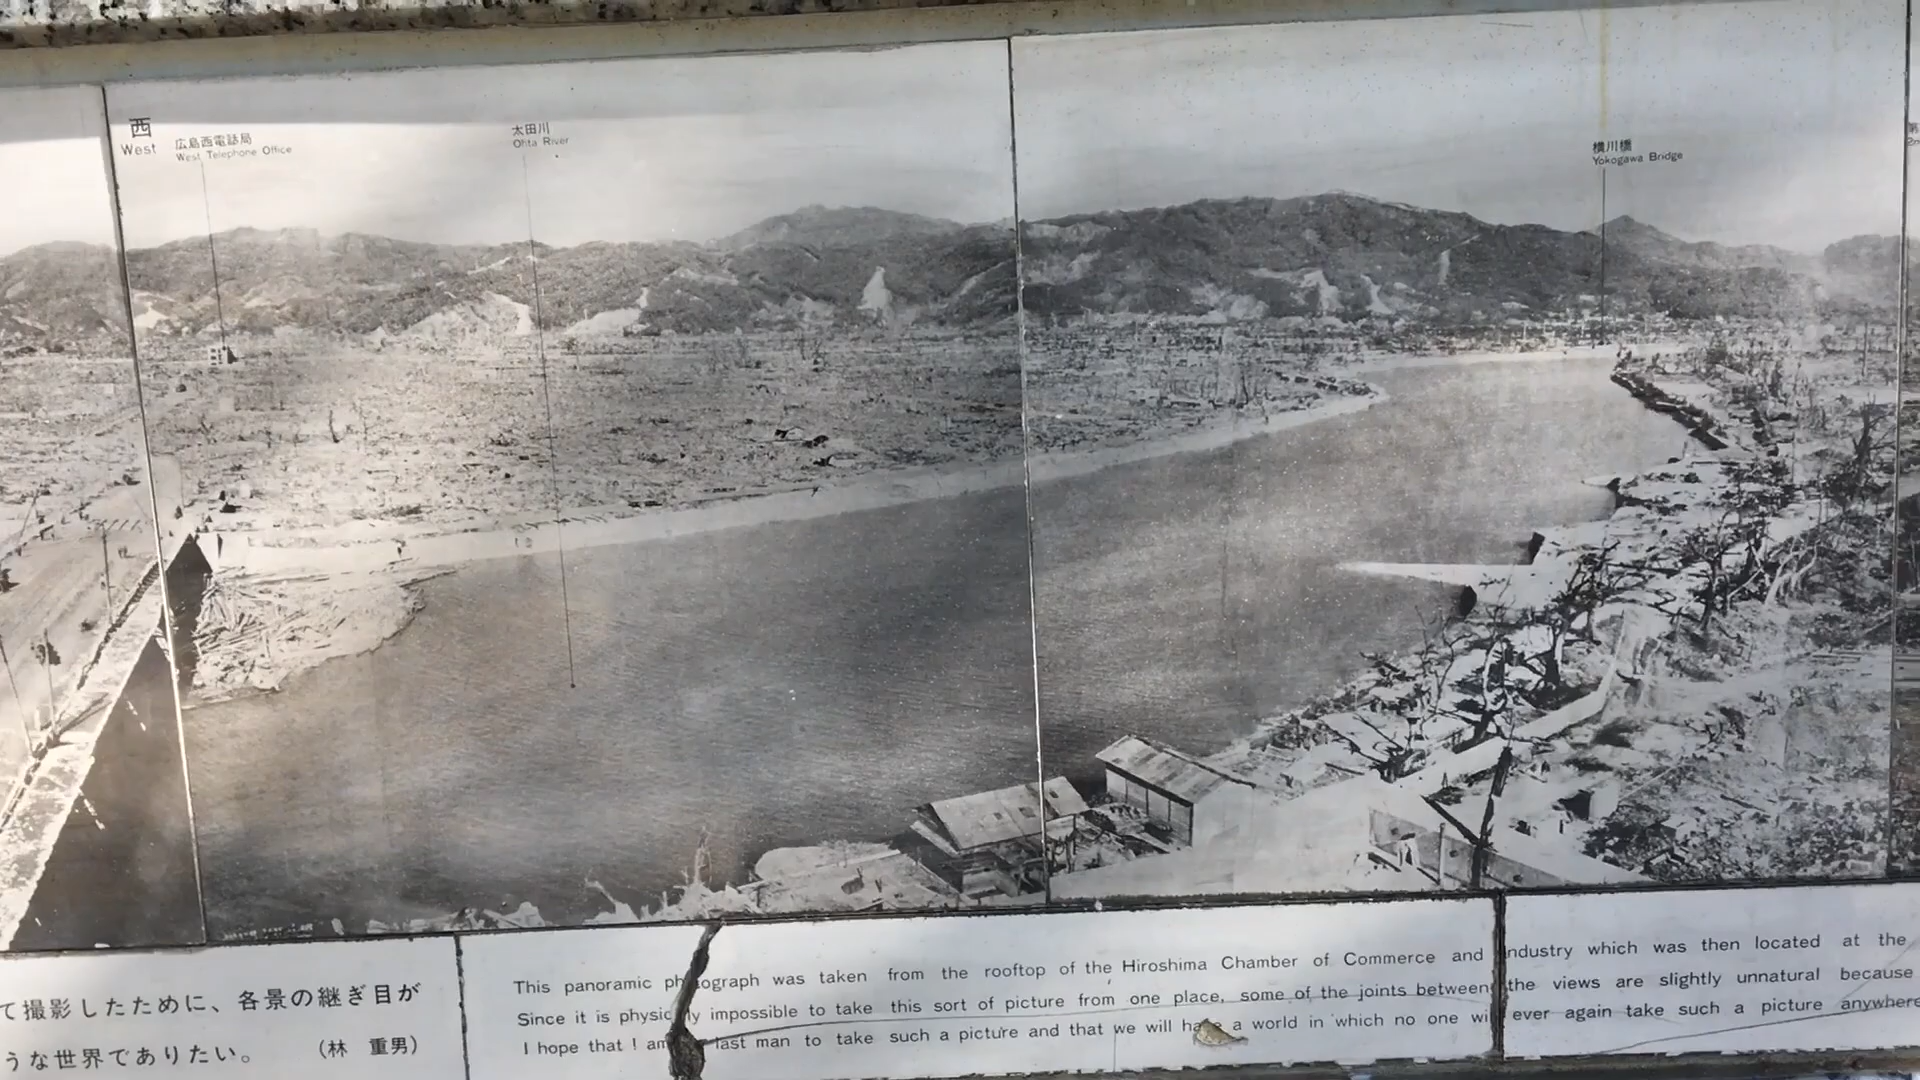 西
West
広島西電話局
West Telephone Office
太田川
Ohta River
横川橋
Yokogawa Bridge
第
て撮影したために、各景の継ぎ目が
うな世界でありたい。 （林 重男）
This panoramic photograph was taken from the rooftop of the Hiroshima Chamber of Commerce and Industry which was then located at the
Since it is physically impossible to take this sort of picture from one place, some of the joints between the views are slightly unnatural because
I hope that I am last man to take such a picture and that we will have a world in which no one will ever again take such a picture anywhere